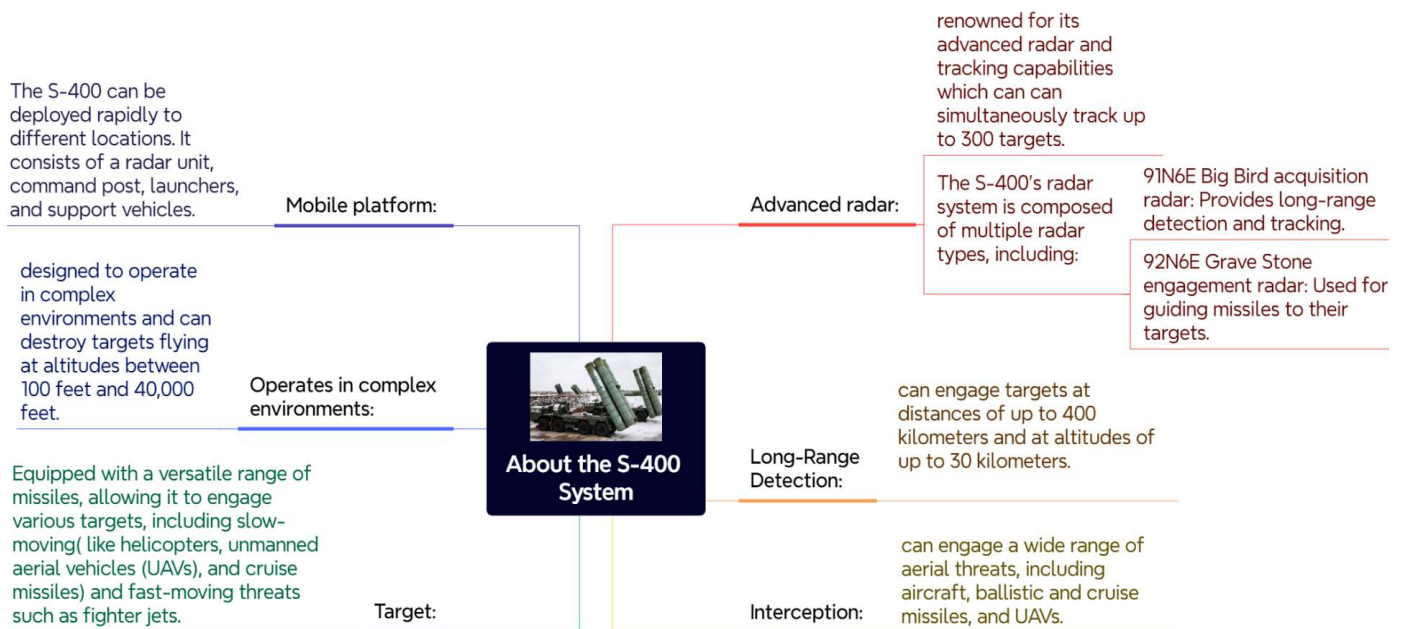 About the S-400
System
Advanced radar:
renowned for its
advanced radar and
tracking capabilities
which can can
simultaneously track up
to 300 targets.
The S-400's radar
system is composed
of multiple radar
types, including:
91N6E Big Bird acquisition
radar: Provides long-range
detection and tracking.
92N6E Grave Stone
engagement radar: Used for
guiding missiles to their
targets.
Long-Range
Detection:
can engage targets at
distances of up to 400
kilometers and at altitudes of
up to 30 kilometers.
Interception:
can engage a wide range of
aerial threats, including
aircraft, ballistic and cruise
missiles, and UAVs.
Mobile platform:
The S-400 can be
deployed rapidly to
different locations. It
consists of a radar unit,
command post, launchers,
and support vehicles.
Operates in complex
environments:
designed to operate
in complex
environments and can
destroy targets flying
at altitudes between
100 feet and 40,000
feet.
Target:
Equipped with a versatile range of
missiles, allowing it to engage
various targets, including slow-
moving( like helicopters, unmanned
aerial vehicles (UAVs), and cruise
missiles) and fast-moving threats
such as fighter jets.